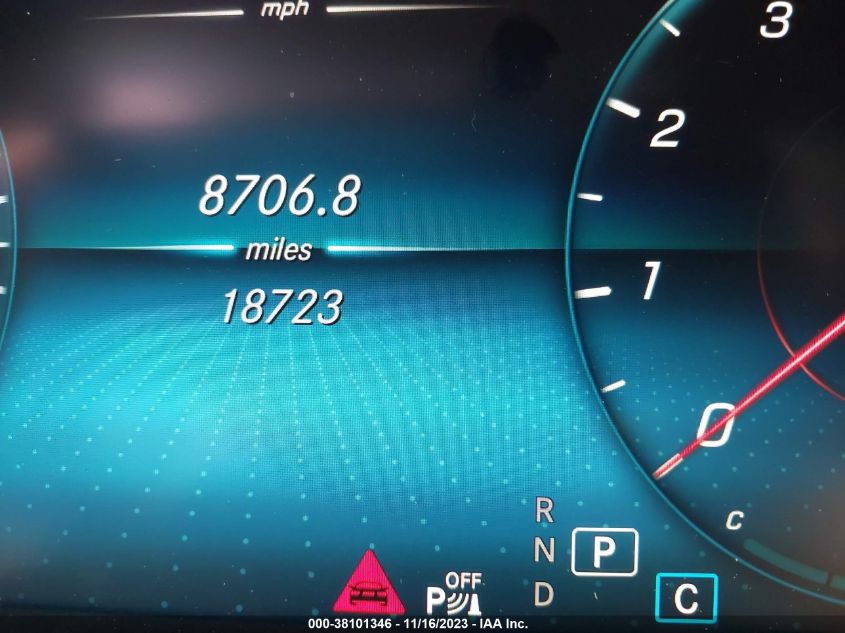 mph
3
2
8706.8
miles
1
18723
0
C
R
N P
D
OFF
P
C
000-38101346 - 11/16/2023 - IAA Inc.